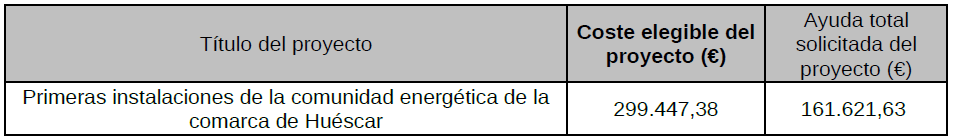 Título del proyecto
Coste elegible del
proyecto (€)
Ayuda total
solicitada del
proyecto (€)
Primeras instalaciones de la comunidad energética de la
comarca de Huéscar
299.447,38
161.621,63